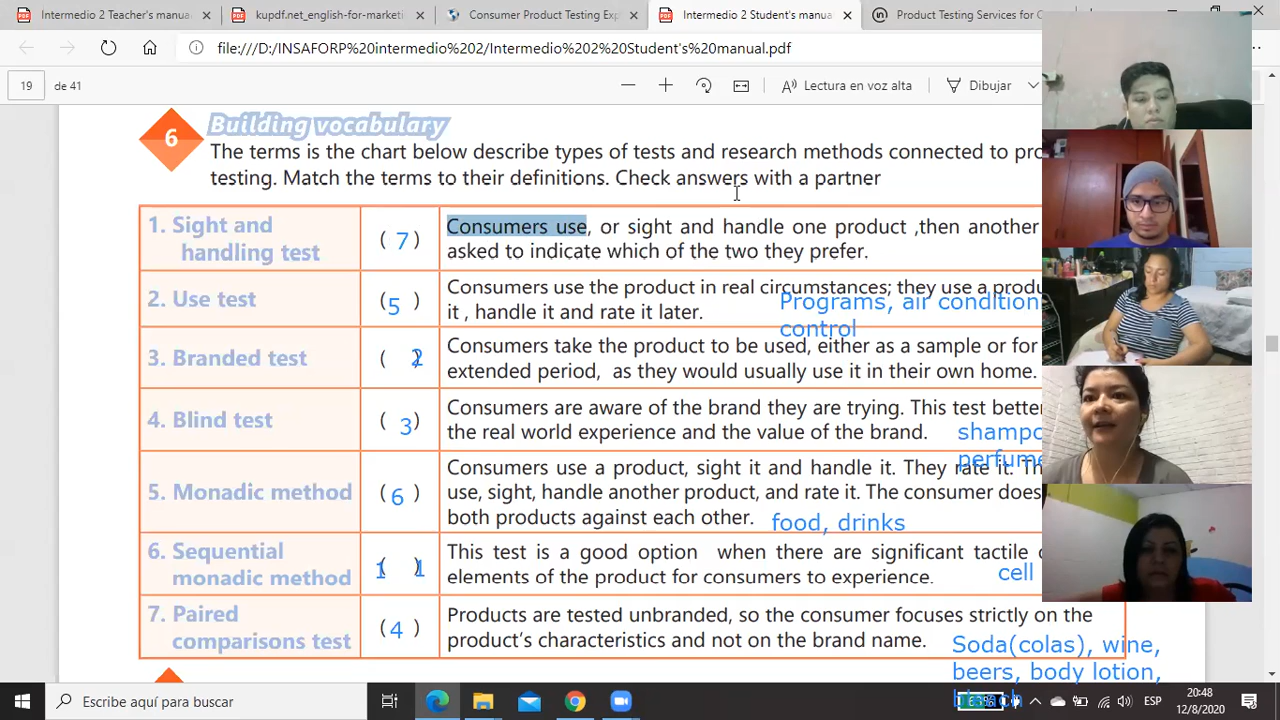 Intermedio 2 Teacher's manua
kupdf.net_english-for-marketi
Consumer Product Testing Exp
Intermedio 2 Student's manua
Product Testing Services for C
file:///D:/INSAFORP%20intermedio%202/Intermedio%202%20Student's%20manual.pdf
19 de 41
Lectura en voz alta
Dibujar
6 Building vocabulary
The terms is the chart below describe types of tests and research methods connected to pro
testing. Match the terms to their definitions. Check answers with a partner
1. Sight and
handling test
( 7 )
Consumers use, or sight and handle one product ,then another
asked to indicate which of the two they prefer.
2. Use test
( 5 )
Consumers use the product in real circumstances; they use a produ
it , handle it and rate it later.
Programs, air condition
control
3. Branded test
( 2 )
Consumers take the product to be used, either as a sample or for
extended period, as they would usually use it in their own home.
4. Blind test
( 3 )
Consumers are aware of the brand they are trying. This test better
the real world experience and the value of the brand.
shampo
perfume
5. Monadic method
( 6 )
Consumers use a product, sight it and handle it. They rate it. Th
use, sight, handle another product, and rate it. The consumer does
both products against each other.
food, drinks
6. Sequential
monadic method
1 ( 1 )
This test is a good option when there are significant tactile
elements of the product for consumers to experience.
cell
7. Paired
comparisons test
( 4 )
Products are tested unbranded, so the consumer focuses strictly on the
product's characteristics and not on the brand name.
Soda(colas), wine,
beers, body lotion,
Escribe aquí para buscar
ESP
20:48
12/8/2020